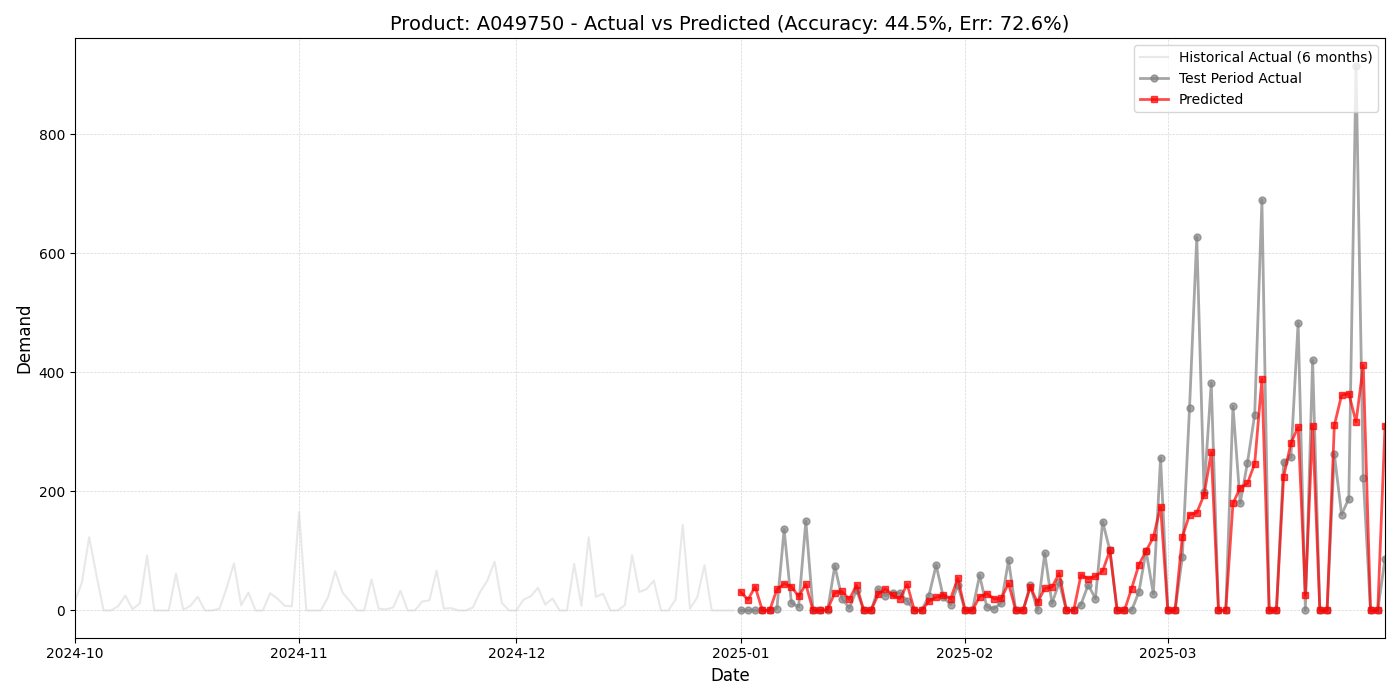 Product: A049750 - Actual vs Predicted (Accuracy: 44.5%, Err: 72.6%)
Historical Actual (6 months)
Test Period Actual
Predicted
Demand
800
600
400
200
0
2024-10
2024-11
2024-12
2025-01
2025-02
2025-03
Date